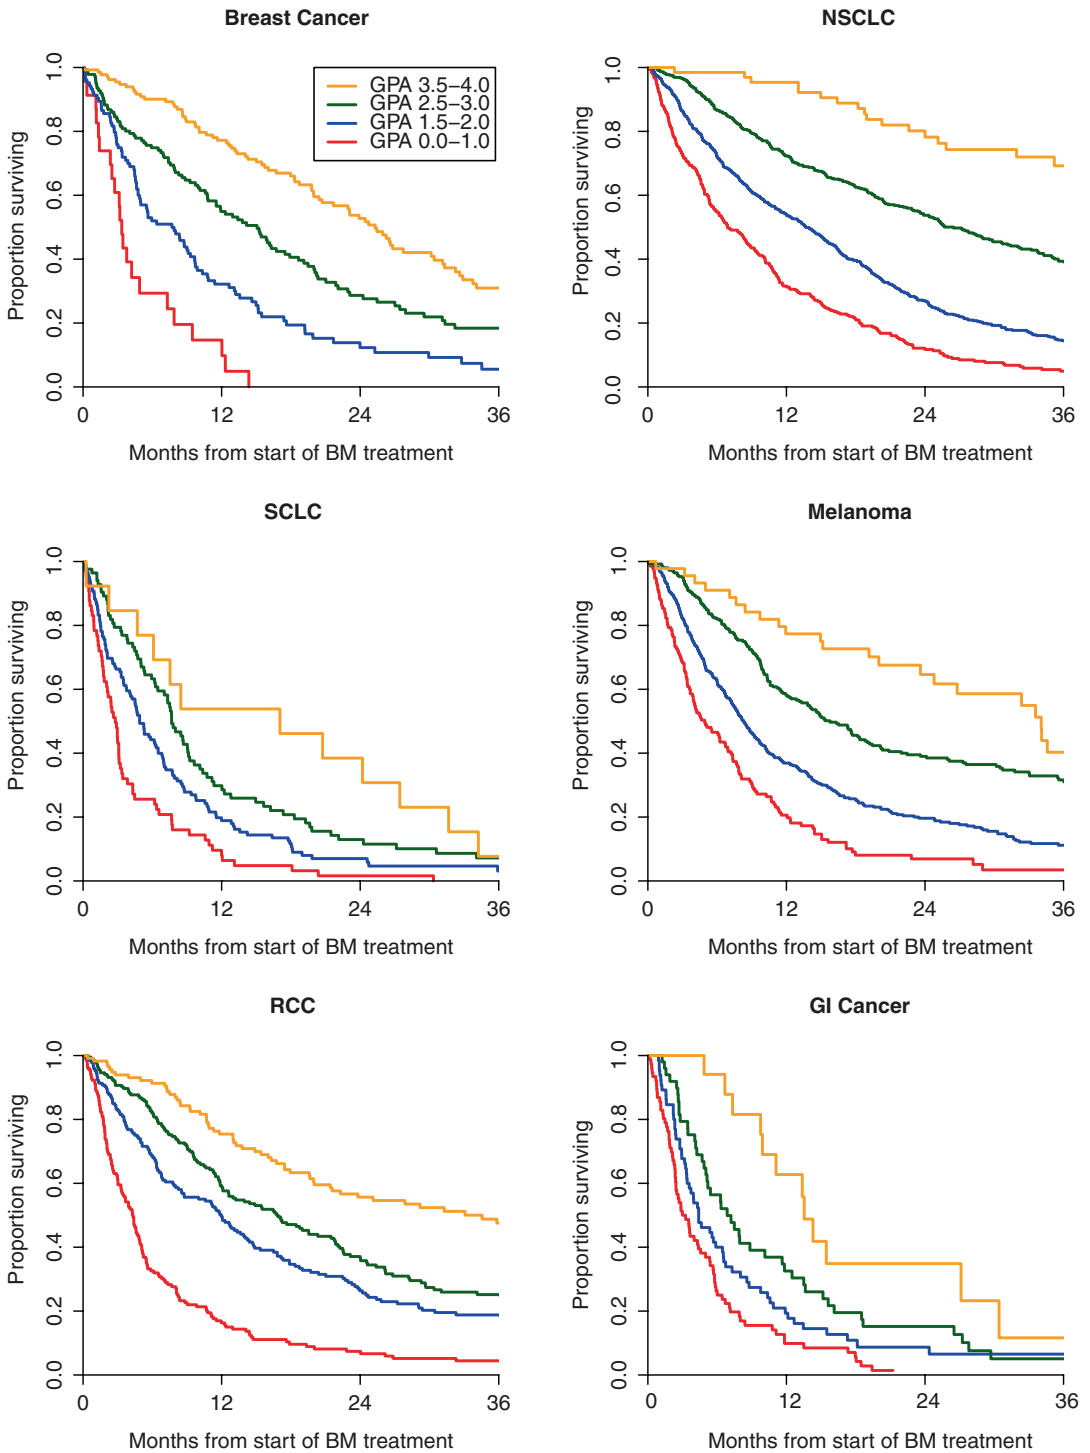 Breast Cancer
Proportion surviving
1.0
0.8
0.6
0.4
0.2
0.0
GPA 3.5–4.0
GPA 2.5–3.0
GPA 1.5–2.0
GPA 0.0–1.0
0 12 24 36
Months from start of BM treatment
NSCLC
Proportion surviving
1.0
0.8
0.6
0.4
0.2
0.0
0 12 24 36
Months from start of BM treatment
SCLC
Proportion surviving
1.0
0.8
0.6
0.4
0.2
0.0
0 12 24 36
Months from start of BM treatment
Melanoma
Proportion surviving
1.0
0.8
0.6
0.4
0.2
0.0
0 12 24 36
Months from start of BM treatment
RCC
Proportion surviving
1.0
0.8
0.6
0.4
0.2
0.0
0 12 24 36
Months from start of BM treatment
GI Cancer
Proportion surviving
1.0
0.8
0.6
0.4
0.2
0.0
0 12 24 36
Months from start of BM treatment